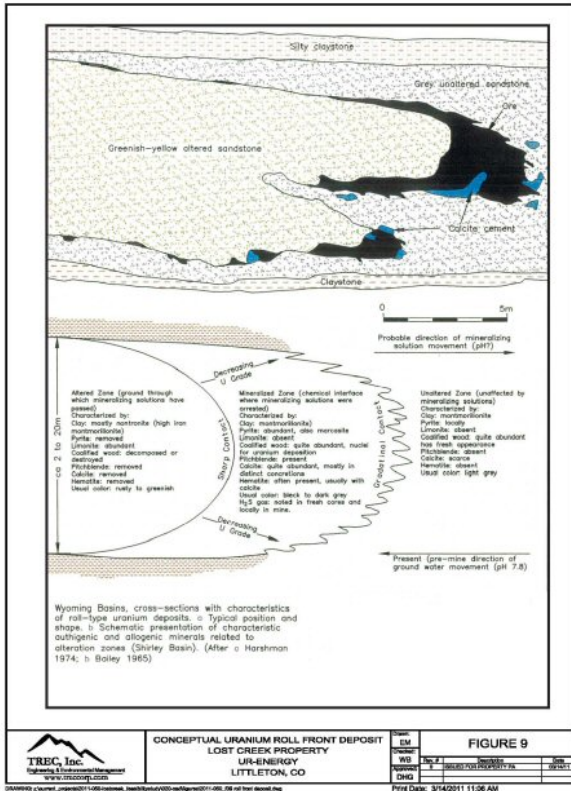 Silty claystone
Grey unaltered sandstone
Ore
Greenish-yellow altered sandstone
Calcite cement
Claystone
0 5m
Probable direction of mineralizing
solution movement (pH7)
Decreasing
U Grade
ca 2 to 20m
Altered Zone (ground through
which mineralizing solutions have
passed)
Characterized by:
Clay: mostly nontronite (high iron
montmorillonite)
Pyrite: removed
Limonite: abundant
Coalified wood: decomposed or
destroyed
Pitchblende: removed
Calcite: removed
Hematite: removed
Usual color: rusty to greenish
Sharp Contact
Mineralized Zone (chemical interface
where mineralizing solutions were
arrested)
Characterized by:
Clay: (montmorillonite)
Pyrite: abundant, also marcosite
Limonite: absent
Coalified wood: quite abundant, nuclei
for uranium deposition
Pitchblende: present
Calcite: quite abundant, mostly in
distinct concretions
Hematite: often present, usually with
calcite
Usual color: bleck to dark grey
H₂S gas: noted in fresh cores and
locally in mine.
Gradational Contact
Unaltered Zone (unaffected by
mineralizing solutions)
Characterized by:
Clay: montmorillonite
Pyrite: locally
Limonite: absent
Coalified wood: quite abundant
has fresh appearance
Pitchblende: absent
Calcite: scarce
Hematite: absent
Usual color: light grey
Decreasing
U Grade
Present (pre-mine direction of
ground water movement (pH 7.8)
Wyoming Basins, cross-sections with characteristics
of roll-type uranium deposits. a Typical position and
shape. b Schematic presentation of characteristic
authigenic and allogenic minerals related to
alteration zones (Shirley Basin). (After a Harshman
1974; b Bailey 1965)
TREC, Inc.
Engineering & Environmental Management
www.treccorp.com
CONCEPTUAL URANIUM ROLL FRONT DEPOSIT
LOST CREEK PROPERTY
UR-ENERGY
LITTLETON, CO
Drawn:
EM
Checked:
WB
Approved:
DHG
FIGURE 9
Rev. # Description Date
ISSUED FOR PROPERTY PA
Print Date: 3/14/2011 11:36 AM